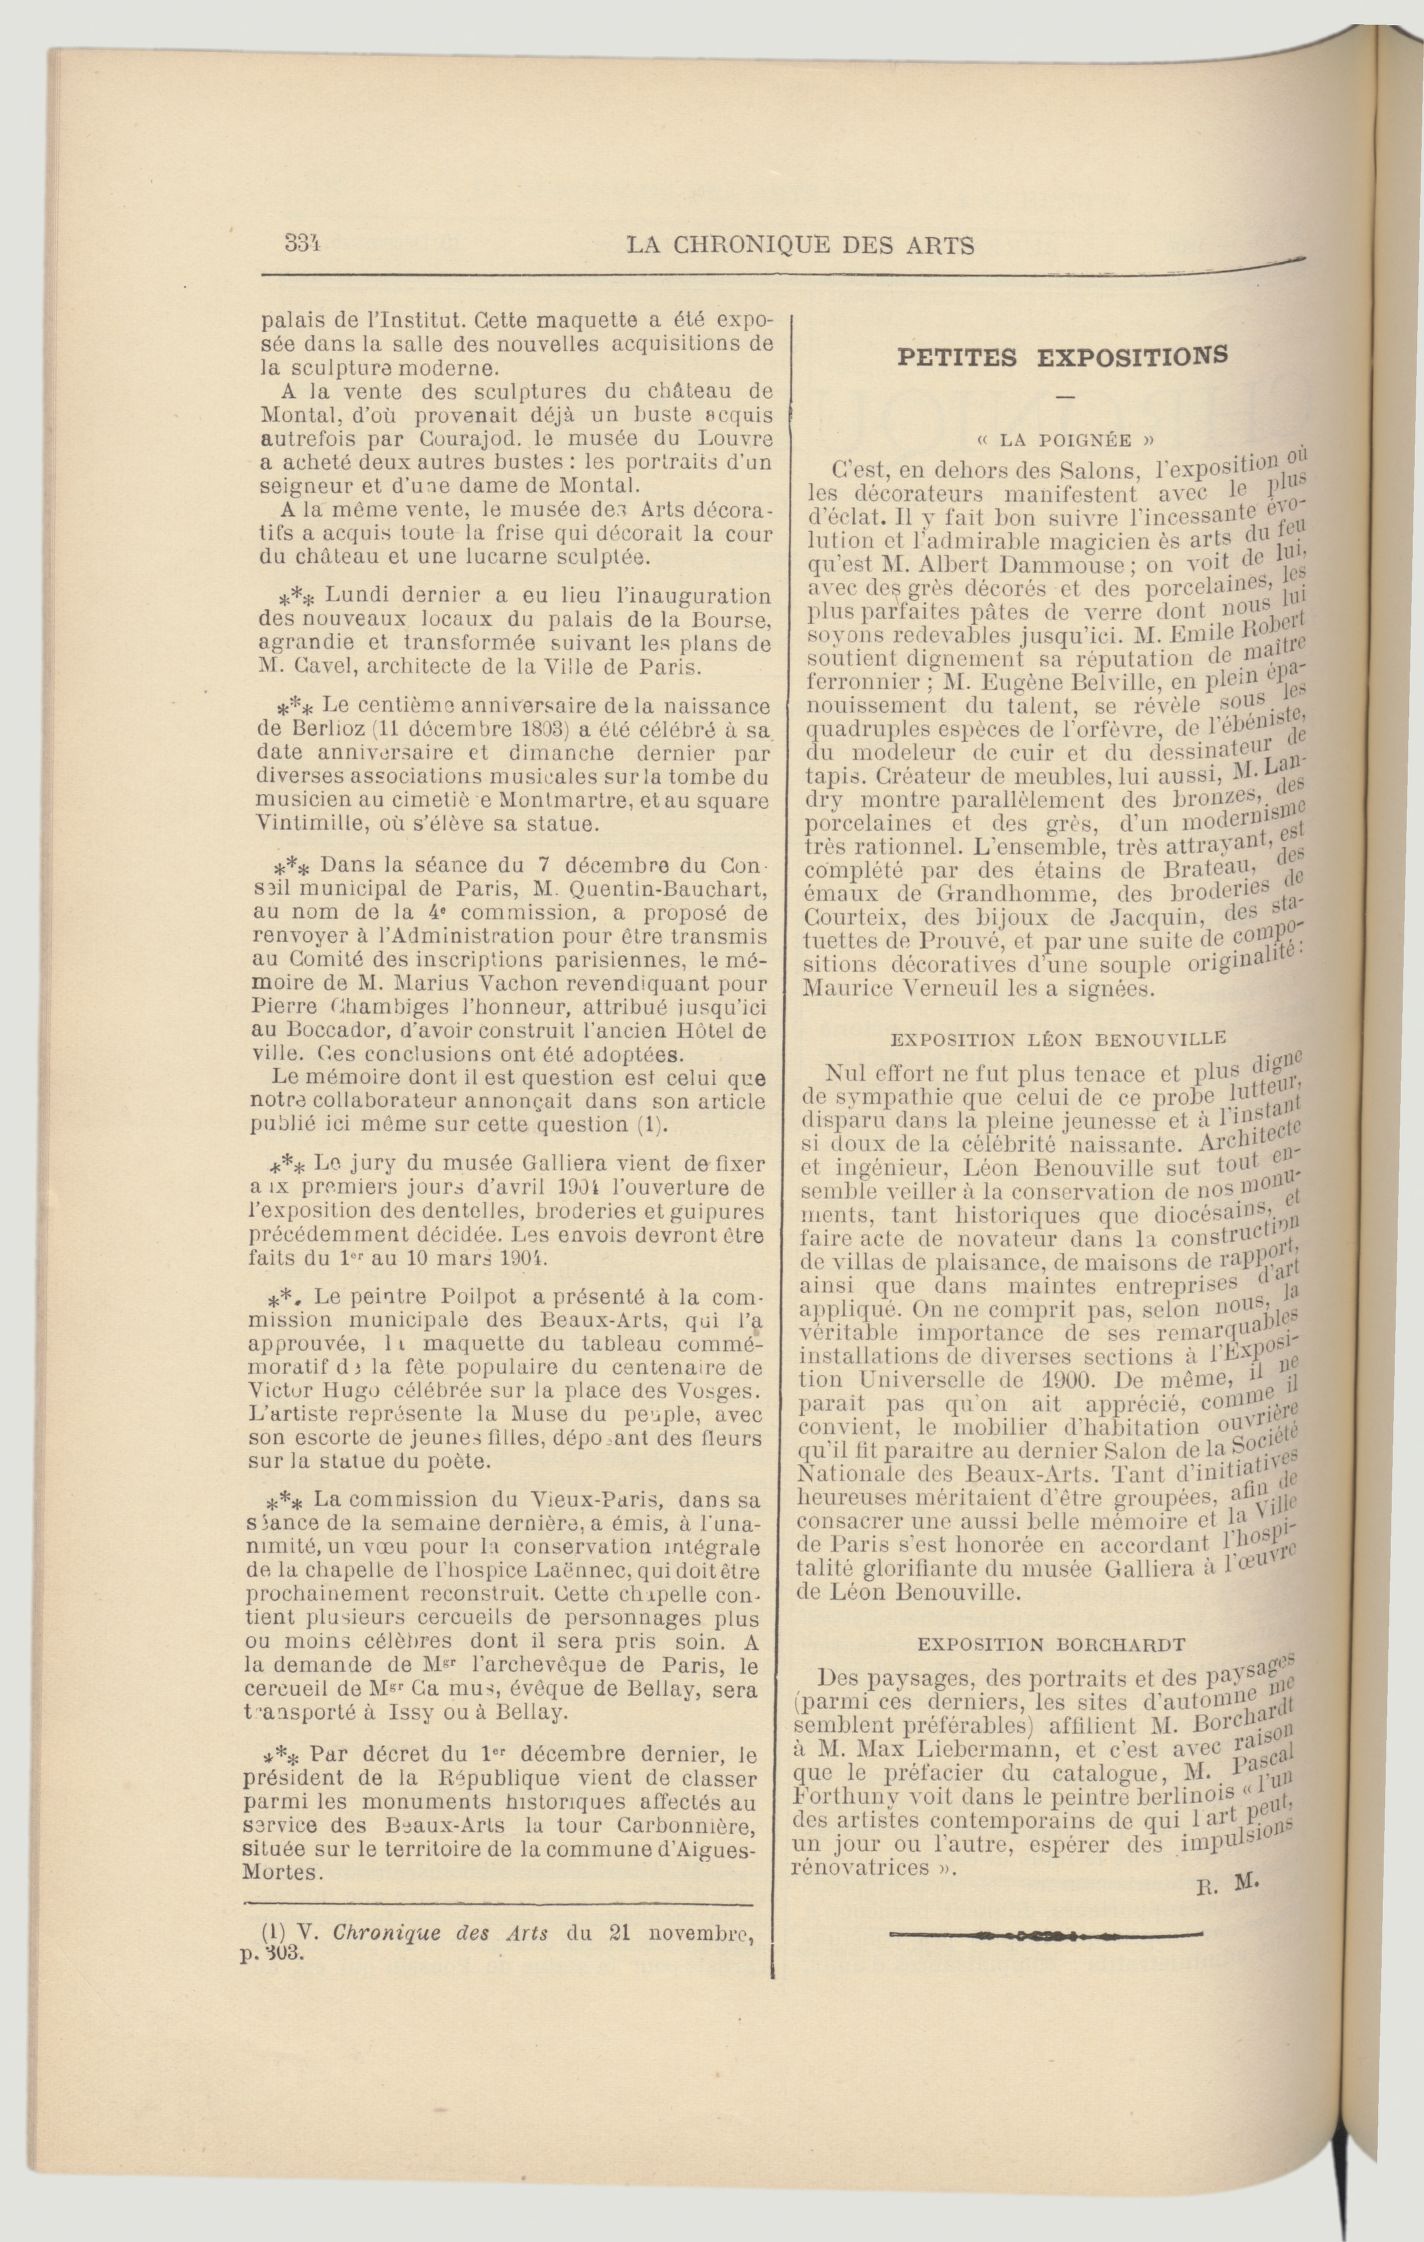 334
LA CHRONIQUE DES ARTS
palais de l'Institut. Cette maquette a été expo-
sée dans la salle des nouvelles acquisitions de
la sculpture moderne.
A la vente des sculptures du château de
Montal, d'où provenait déjà un buste acquis
autrefois par Courajod. le musée du Louvre
a acheté deux autres bustes : les portraits d'un
seigneur et d'une dame de Montal.
A la même vente, le musée des Arts décora-
tifs a acquis toute la frise qui décorait la cour
du château et une lucarne sculptée.
*** Lundi dernier a eu lieu l'inauguration
des nouveaux locaux du palais de la Bourse,
agrandie et transformée suivant les plans de
M. Cavel, architecte de la Ville de Paris.
*** Le centième anniversaire de la naissance
de Berlioz (11 décembre 1803) a été célébré à sa
date anniversaire et dimanche dernier par
diverses associations musicales sur la tombe du
musicien au cimetiè e Montmartre, et au square
Vintimille, où s'élève sa statue.
*** Dans la séance du 7 décembre du Con-
seil municipal de Paris, M. Quentin-Bauchart,
au nom de la 4e commission, a proposé de
renvoyer à l'Administration pour être transmis
au Comité des inscriptions parisiennes, le mé-
moire de M. Marius Vachon revendiquant pour
Pierre Chambiges l'honneur, attribué jusqu'ici
au Boccador, d'avoir construit l'ancien Hôtel de
ville. Ces conclusions ont été adoptées.
Le mémoire dont il est question est celui que
notre collaborateur annonçait dans son article
publié ici même sur cette question (1).
*** Le jury du musée Galliera vient de fixer
aux premiers jours d'avril 1904 l'ouverture de
l'exposition des dentelles, broderies et guipures
précédemment décidée. Les envois devront être
faits du 1er au 10 mars 1904.
*** Le peintre Poilpot a présenté à la com-
mission municipale des Beaux-Arts, qui l'a
approuvée, la maquette du tableau commé-
moratif de la fête populaire du centenaire de
Victor Hugo célébrée sur la place des Vosges.
L'artiste représente la Muse du peuple, avec
son escorte de jeunes filles, déposant des fleurs
sur la statue du poète.
*** La commission du Vieux-Paris, dans sa
séance de la semaine dernière, a émis, à l'una-
nimité, un vœu pour la conservation intégrale
de la chapelle de l'hospice Laënnec, qui doit être
prochainement reconstruit. Cette chapelle con-
tient plusieurs cercueils de personnages plus
ou moins célèbres dont il sera pris soin. A
la demande de Mgr l'archevêque de Paris, le
cercueil de Mgr Ca mus, évêque de Bellay, sera
transporté à Issy ou à Bellay.
*** Par décret du 1er décembre dernier, le
président de la République vient de classer
parmi les monuments historiques affectés au
service des Beaux-Arts la tour Carbonnière,
située sur le territoire de la commune d'Aigues-
Mortes.
(1) V. Chronique des Arts du 21 novembre,
p. 303.
PETITES EXPOSITIONS
« LA POIGNÉE »
C'est, en dehors des Salons, l'exposition où
les décorateurs manifestent avec le plus
d'éclat. Il y fait bon suivre l'incessante évo-
lution et l'admirable magicien ès arts du feu
qu'est M. Albert Dammouse ; on voit de lui,
avec des grès décorés et des porcelaines, les
plus parfaites pâtes de verre dont nous lui
soyons redevables jusqu'ici. M. Emile Robert
soutient dignement sa réputation de maître
ferronnier ; M. Eugène Belville, en plein épa-
nouissement du talent, se révèle sous les
quadruples espèces de l'orfèvre, de l'ébéniste,
du modeleur de cuir et du dessinateur de
tapis. Créateur de meubles, lui aussi, M. Lan-
dry montre parallèlement des bronzes, des
porcelaines et des grès, d'un modernisme
très rationnel. L'ensemble, très attrayant, est
complété par des étains de Brateau, des
émaux de Grandhomme, des broderies de
Courteix, des bijoux de Jacquin, des sta-
tuettes de Prouvé, et par une suite de compo-
sitions décoratives d'une souple originalité :
Maurice Verneuil les a signées.
EXPOSITION LÉON BENOUVILLE
Nul effort ne fut plus tenace et plus digne
de sympathie que celui de ce probe lutteur,
disparu dans la pleine jeunesse et à l'instant
si doux de la célébrité naissante. Architecte
et ingénieur, Léon Benouville sut tout en-
semble veiller à la conservation de nos monu-
ments, tant historiques que diocésains, et
faire acte de novateur dans la construction
de villas de plaisance, de maisons de rapport,
ainsi que dans maintes entreprises d'art
appliqué. On ne comprit pas, selon nous, la
véritable importance de ses remarquables
installations de diverses sections à l'Exposi-
tion Universelle de 1900. De même, il ne
parait pas qu'on ait apprécié, comme il
convient, le mobilier d'habitation ouvrière
qu'il fit paraitre au dernier Salon de la Société
Nationale des Beaux-Arts. Tant d'initiatives
heureuses méritaient d'être groupées, afin de
consacrer une aussi belle mémoire et la Ville
de Paris s'est honorée en accordant l'hospi-
talité glorifiante du musée Galliera à l'œuvre
de Léon Benouville.
EXPOSITION BORCHARDT
Des paysages, des portraits et des paysages
(parmi ces derniers, les sites d'automne me
semblent préférables) affilient M. Borchardt
à M. Max Liebermann, et c'est avec raison
que le préfacier du catalogue, M. Pascal
Forthuny voit dans le peintre berlinois « l'un
des artistes contemporains de qui l'art peut,
un jour ou l'autre, espérer des impulsions
rénovatrices ».
R. M.